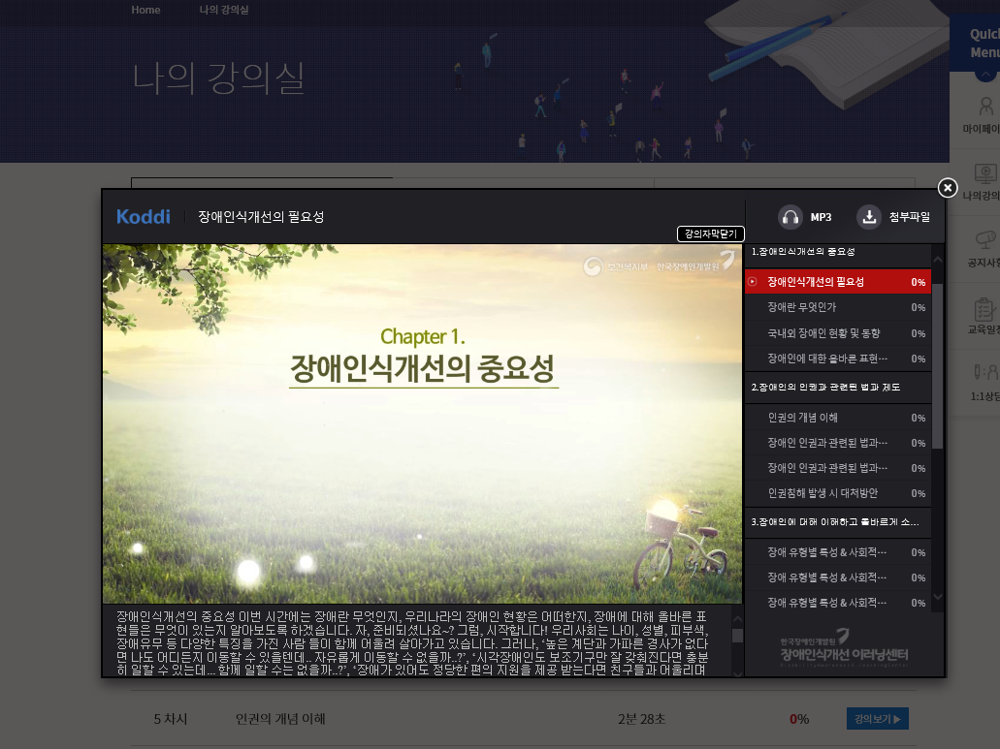 Home 나의 강의실
나의 강의실
Quick
Menu
마이페이
나의강의
공지사항
교육일정
1:1상담
Koddi 장애인식개선의 필요성
MP3 첨부파일
강의자막닫기
보건복지부 한국장애인개발원
Chapter 1.
장애인식개선의 중요성
1.장애인식개선의 중요성
장애인식개선의 필요성 0%
장애란 무엇인가 0%
국내외 장애인 현황 및 동향 0%
장애인에 대한 올바른 표현… 0%
2.장애인의 인권과 관련된 법과 제도
인권의 개념 이해 0%
장애인 인권과 관련된 법과… 0%
장애인 인권과 관련된 법과… 0%
인권침해 발생 시 대처방안 0%
3.장애인에 대해 이해하고 올바르게 소…
장애 유형별 특성 & 사회적… 0%
장애 유형별 특성 & 사회적… 0%
장애 유형별 특성 & 사회적… 0%
장애인식개선의 중요성 이번 시간에는 장애란 무엇인지, 우리나라의 장애인 현황은 어떠한지, 장애에 대해 올바른 표
현들은 무엇이 있는지 알아보도록 하겠습니다. 자, 준비되셨나요~? 그럼, 시작합니다! 우리사회는 나이, 성별, 피부색,
장애유무 등 다양한 특징을 가진 사람 들이 함께 어울려 살아가고 있습니다. 그러나, ‘높은 계단과 가파른 경사가 없다
면 나도 어디든지 이동할 수 있을텐데.. 자유롭게 이동할 수 없을까..?’, ‘시각장애인도 보조기구만 잘 갖춰진다면 충분
히 일할 수 있는데... 함께 일할 수는 없을까..?’, ‘장애가 있어도 정당한 편의 지원을 제공 받는다면 친구들과 어울리며
한국장애인개발원
장애인식개선 이러닝센터
5 차시 인권의 개념 이해 2분 28초 0% 강의보기 ▶